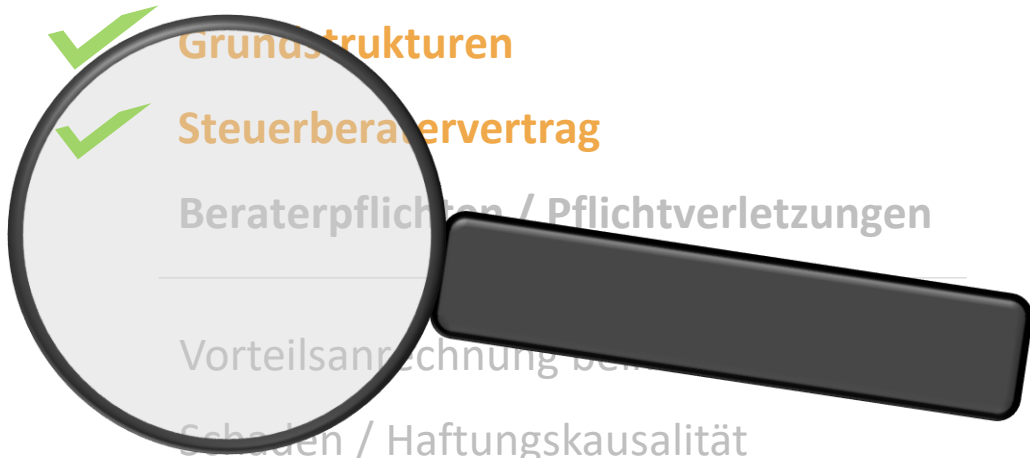 Grundstrukturen
Steuerberatervertrag
Beraterpflichten / Pflichtverletzungen
Vorteilsanrechnung
Schaden / Haftungskausalität